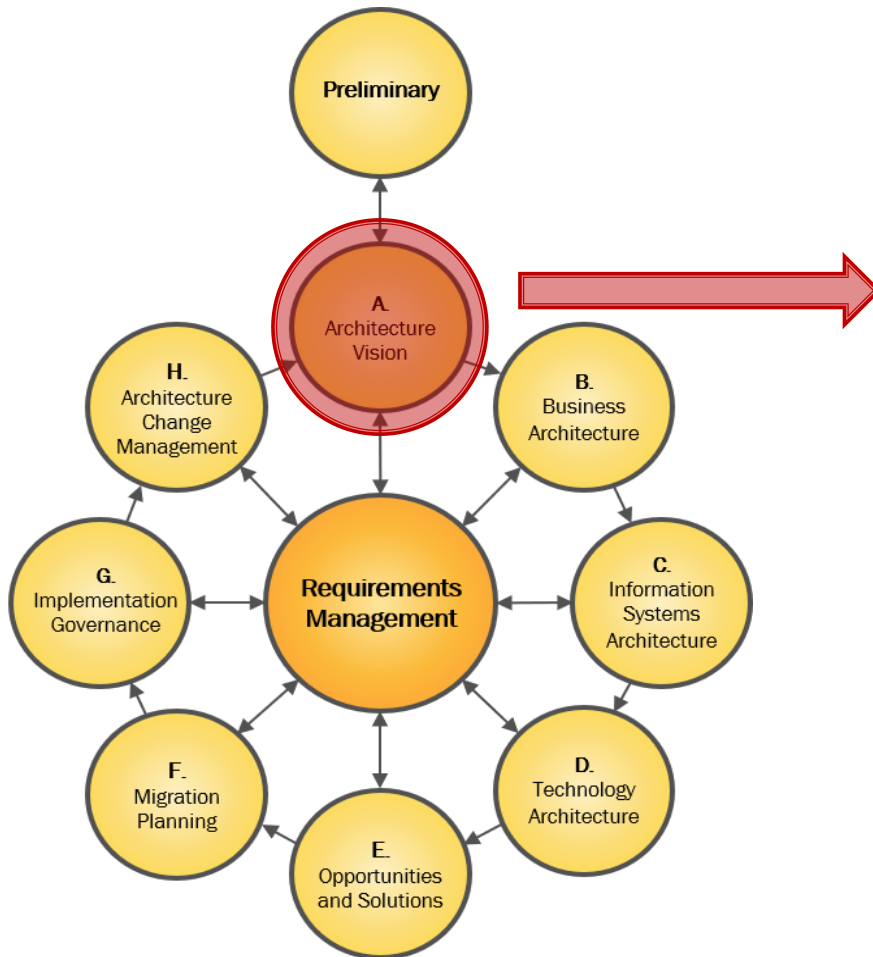 Preliminary
A.
Architecture
Vision
B.
Business
Architecture
C.
Information
Systems
Architecture
D.
Technology
Architecture
E.
Opportunities
and Solutions
F.
Migration
Planning
G.
Implementation
Governance
H.
Architecture
Change
Management
Requirements
Management